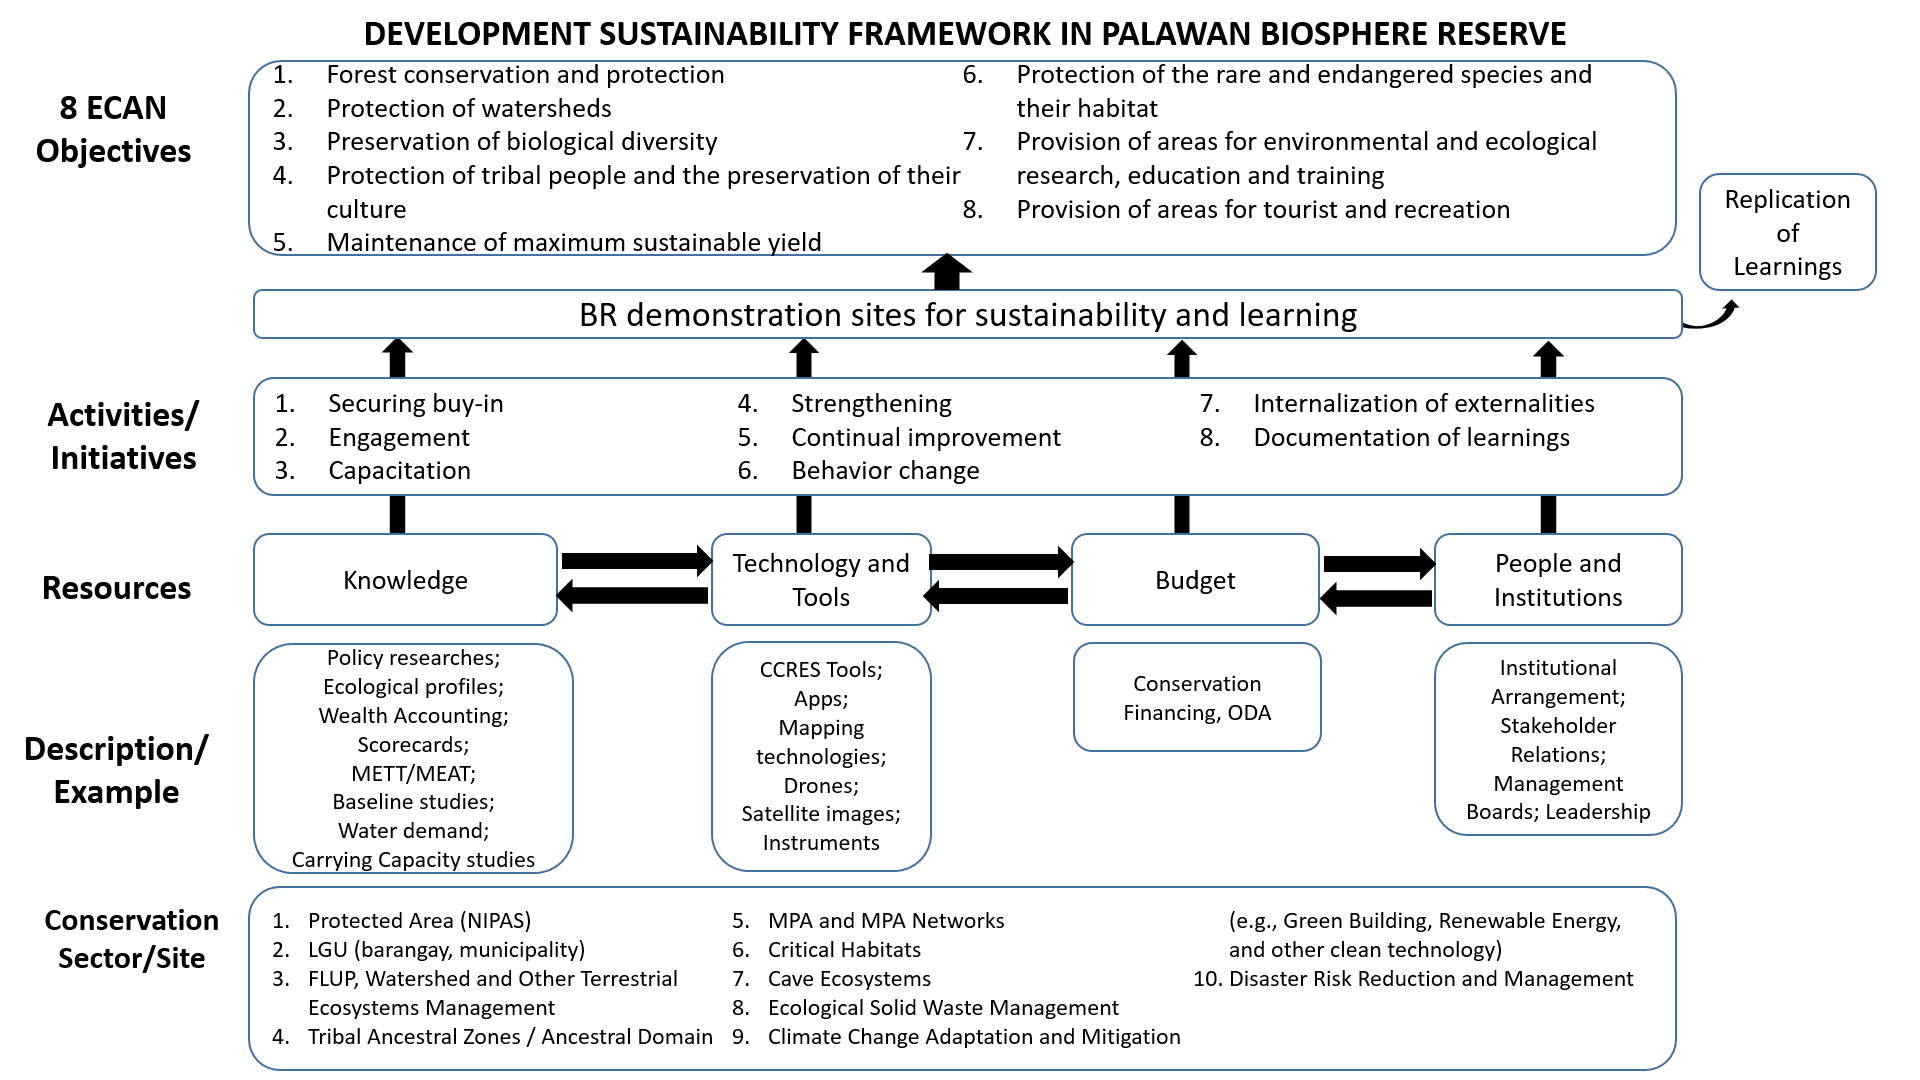 DEVELOPMENT SUSTAINABILITY FRAMEWORK IN PALAWAN BIOSPHERE RESERVE
8 ECAN
Objectives
1. Forest conservation and protection
2. Protection of watersheds
3. Preservation of biological diversity
4. Protection of tribal people and the preservation of their
culture
5. Maintenance of maximum sustainable yield
6. Protection of the rare and endangered species and
their habitat
7. Provision of areas for environmental and ecological
research, education and training
8. Provision of areas for tourist and recreation
Replication
of
Learnings
BR demonstration sites for sustainability and learning
Activities/
Initiatives
1. Securing buy-in
2. Engagement
3. Capacitation
4. Strengthening
5. Continual improvement
6. Behavior change
7. Internalization of externalities
8. Documentation of learnings
Resources
Knowledge
Technology and
Tools
Budget
People and
Institutions
Description/
Example
Policy researches;
Ecological profiles;
Wealth Accounting;
Scorecards;
METT/MEAT;
Baseline studies;
Water demand;
Carrying Capacity studies
CCRES Tools;
Apps;
Mapping
technologies;
Drones;
Satellite images;
Instruments
Conservation
Financing, ODA
Institutional
Arrangement;
Stakeholder
Relations;
Management
Boards; Leadership
Conservation
Sector/Site
1. Protected Area (NIPAS)
2. LGU (barangay, municipality)
3. FLUP, Watershed and Other Terrestrial
Ecosystems Management
4. Tribal Ancestral Zones / Ancestral Domain
5. MPA and MPA Networks
6. Critical Habitats
7. Cave Ecosystems
8. Ecological Solid Waste Management
9. Climate Change Adaptation and Mitigation
(e.g., Green Building, Renewable Energy,
and other clean technology)
10. Disaster Risk Reduction and Management